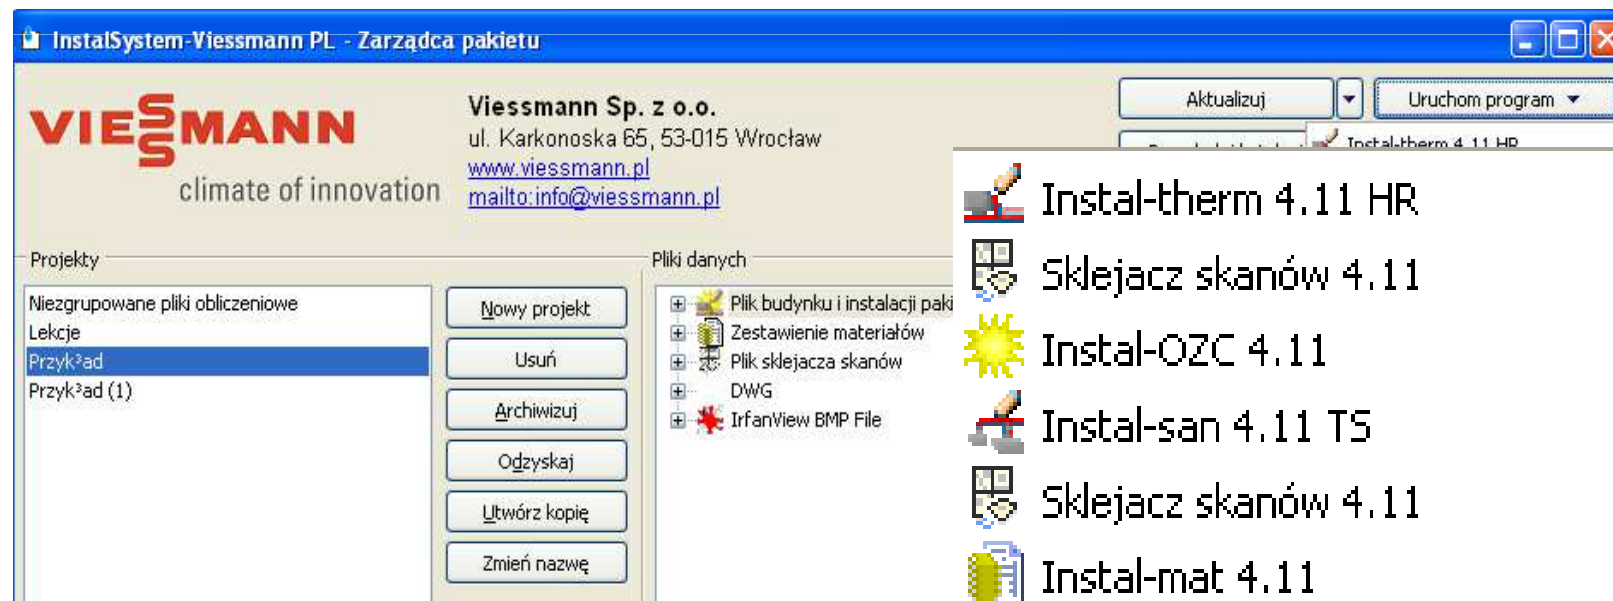 InstalSystem-Viessmann PL - Zarządca pakietu
VIESSMANN
climate of innovation
Viessmann Sp. z o.o.
ul. Karkonoska 65, 53-015 Wrocław
www.viessmann.pl
mailto:info@viessmann.pl
Aktualizuj
Uruchom program
Instal-therm 4.11 HR
Projekty
Niezgrupowane pliki obliczeniowe
Lekcje
Przyk³ad
Przyk³ad (1)
Nowy projekt
Usuń
Archiwizuj
Odzyskaj
Utwórz kopię
Zmień nazwę
Pliki danych
Plik budynku i instalacji paki
Zestawienie materiałów
Plik sklejacza skanów
DWG
IrfanView BMP File
Instal-therm 4.11 HR
Sklejacz skanów 4.11
Instal-OZC 4.11
Instal-san 4.11 TS
Sklejacz skanów 4.11
Instal-mat 4.11